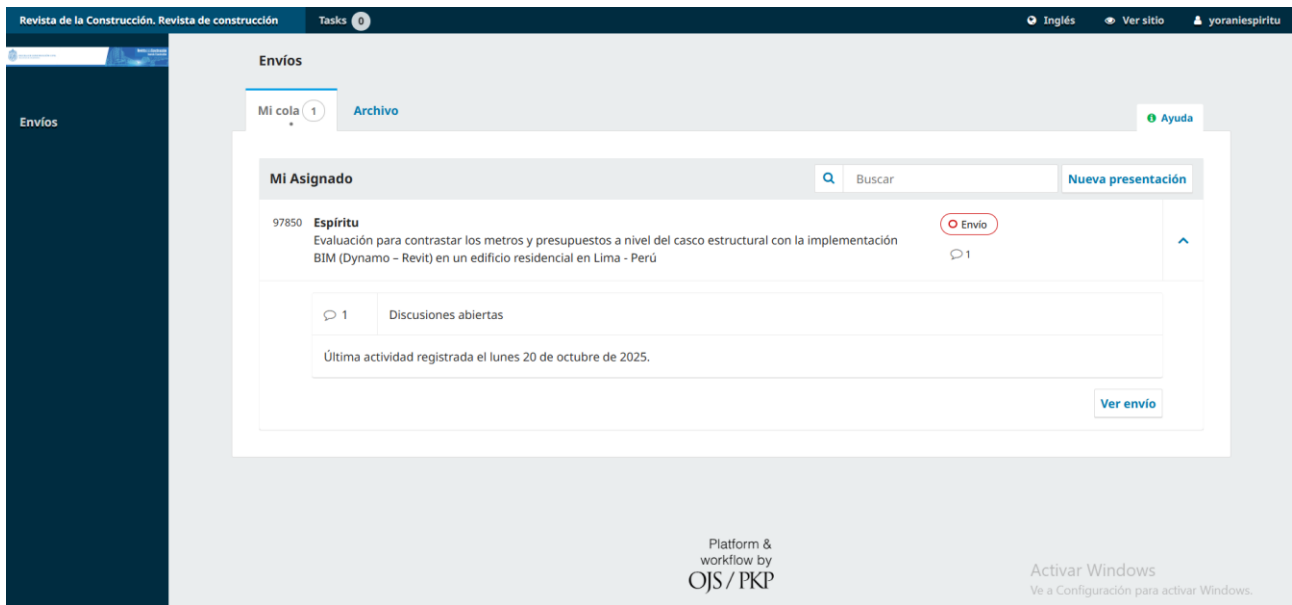 Revista de la Construcción. Revista de construcción
Tasks 0
Inglés
Ver sitio
yoraniespiritu
Envíos
Envíos
Mi cola 1
Archivo
Ayuda
Mi Asignado
Buscar
Nueva presentación
97850 Espíritu
Envío
Evaluación para contrastar los metros y presupuestos a nivel del casco estructural con la implementación
BIM (Dynamo – Revit) en un edificio residencial en Lima - Perú
1
1 Discusiones abiertas
Última actividad registrada el lunes 20 de octubre de 2025.
Ver envío
Platform &
workflow by
OJS / PKP
Activar Windows
Ve a Configuración para activar Windows.